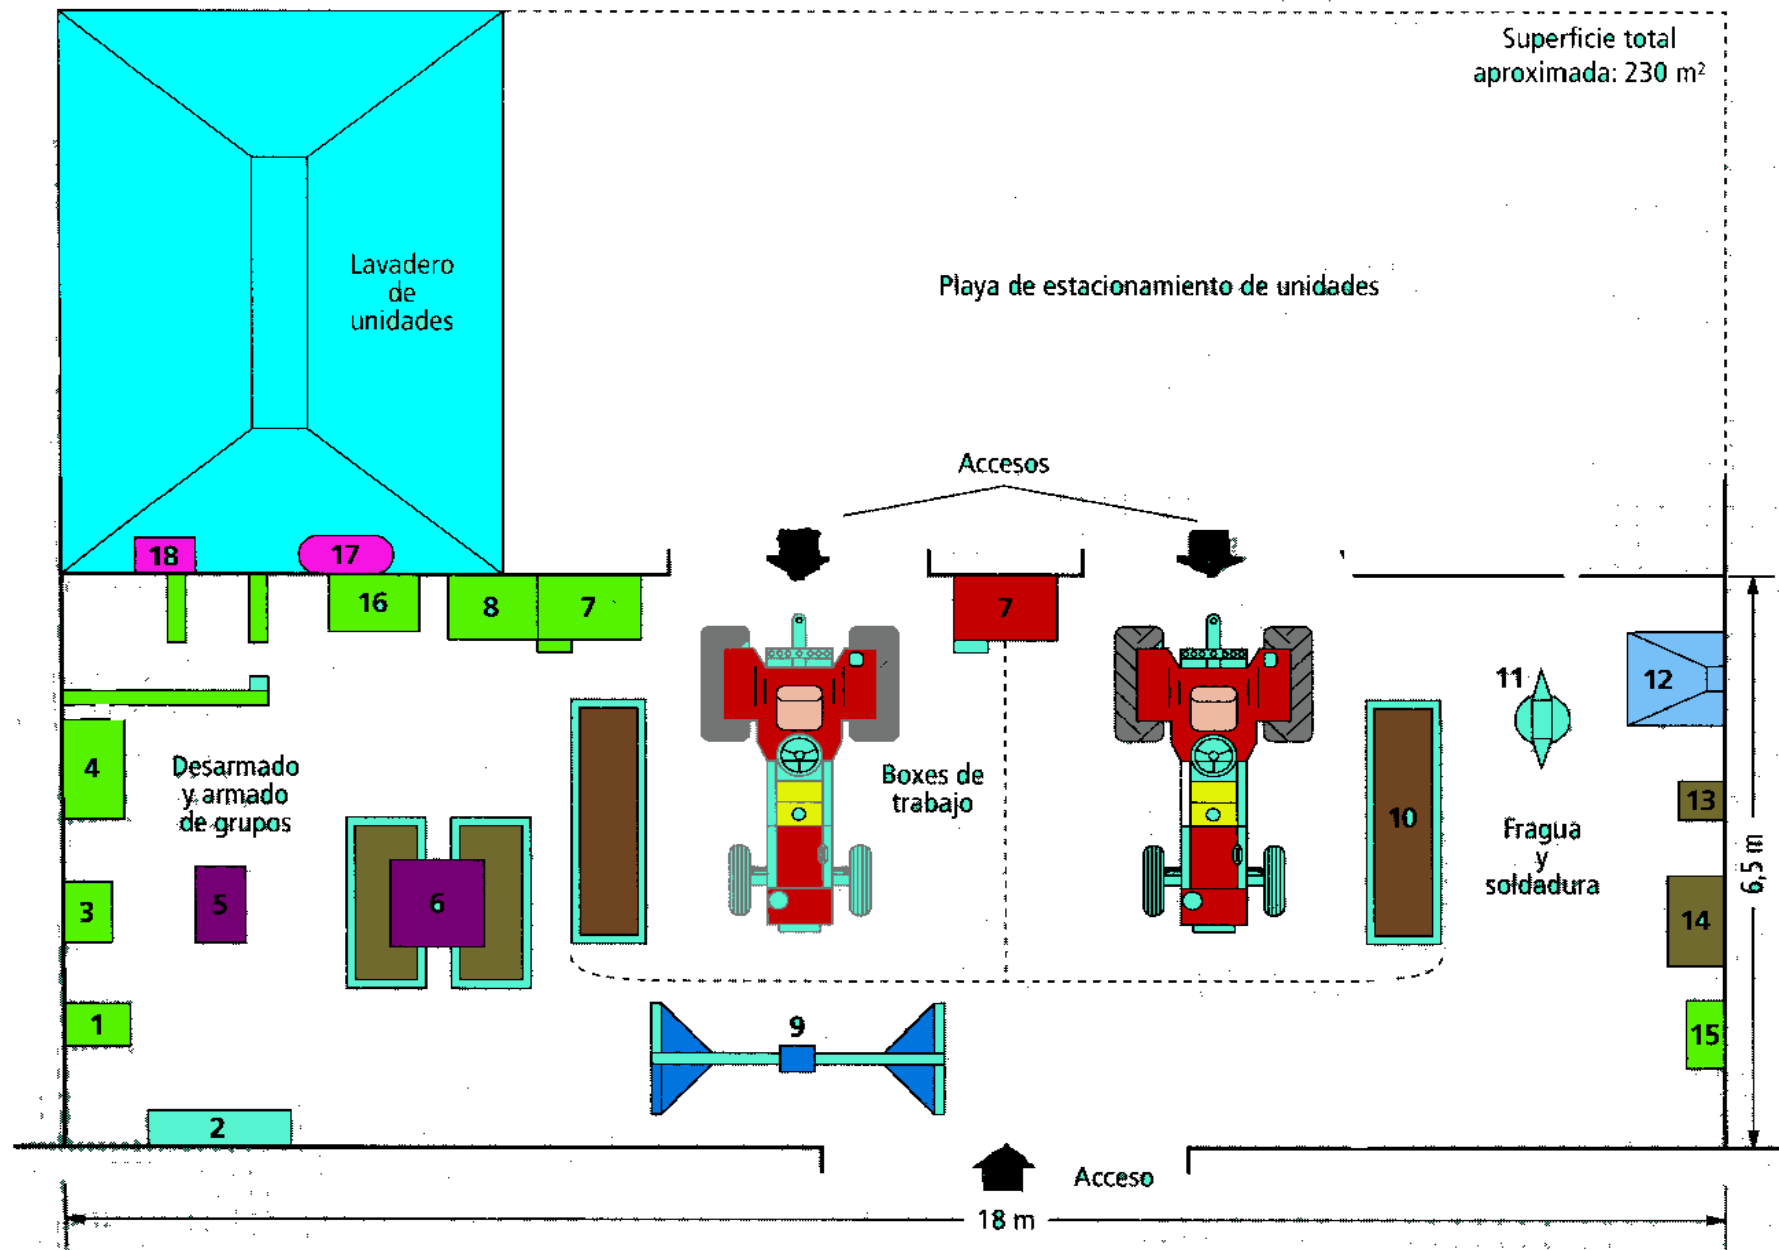 Superficie total
aproximada: 230 m²
Lavadero
de
unidades
Playa de estacionamiento de unidades
Accesos
18
17
16
8
7
7
11
12
4
Desarmado
y armado
de grupos
Boxes de
trabajo
10
13
Fragua
y
soldadura
6,5 m
3
5
6
14
1
9
15
2
Acceso
18 m